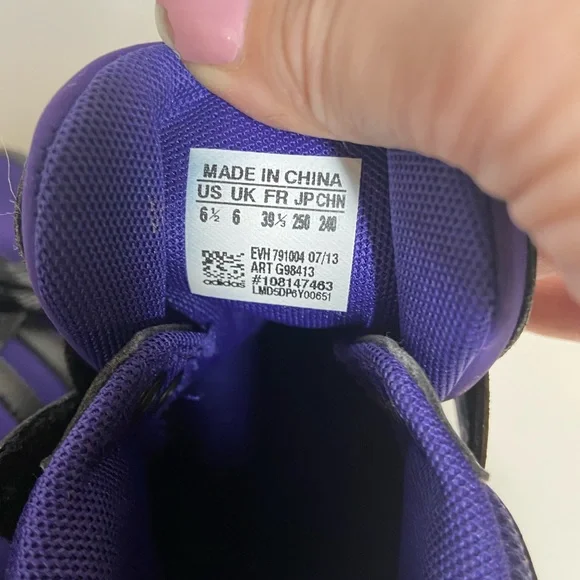 MADE IN CHINA
US UK FR JP CHN
6½ 6 39⅓ 250 240
EVH 791004 07/13
ART G98413
#108147463
adidas LMDSDP6Y00651